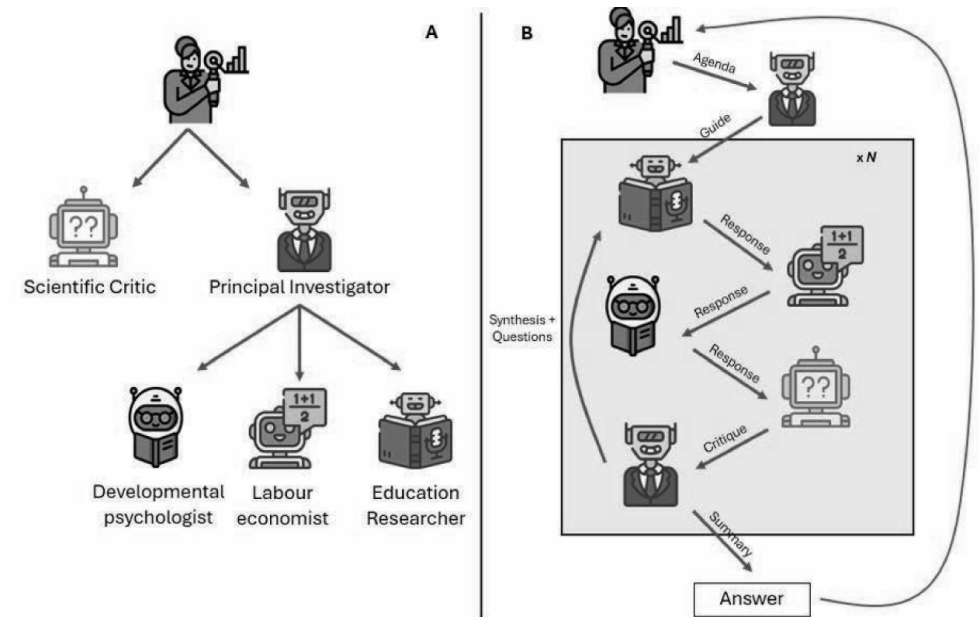 A
??
Scientific Critic
Principal Investigator
1+1
2
Developmental
psychologist
Labour
economist
Education
Researcher
B
Agenda
Guide
x N
Response
1+1
2
Response
Synthesis +
Questions
Response
??
Critique
Summary
Answer